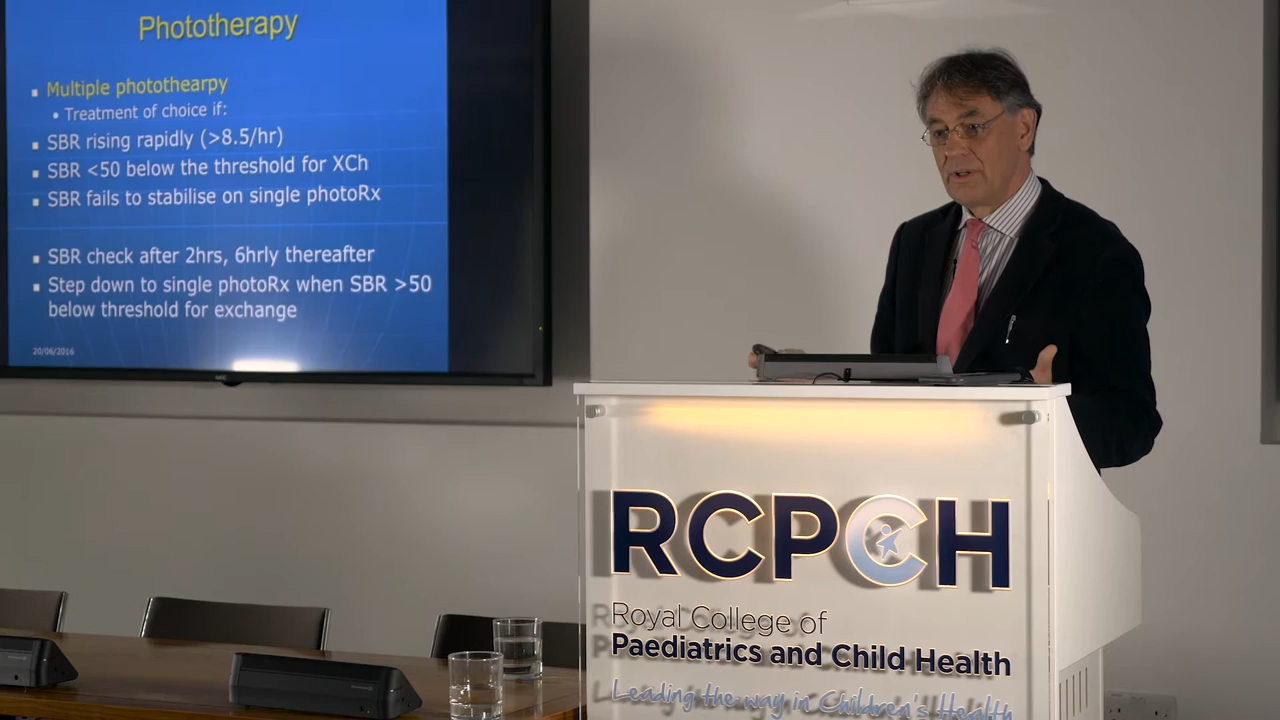 Phototherapy
Multiple photothearpy
Treatment of choice if:
SBR rising rapidly (>8.5/hr)
SBR <50 below the threshold for XCh
SBR fails to stabilise on single photoRx
SBR check after 2hrs, 6hrly thereafter
Step down to single photoRx when SBR >50
below threshold for exchange
20/06/2016
NEC
RCPCH
Royal College of
Paediatrics and Child Health
Leading the way in Children's Health